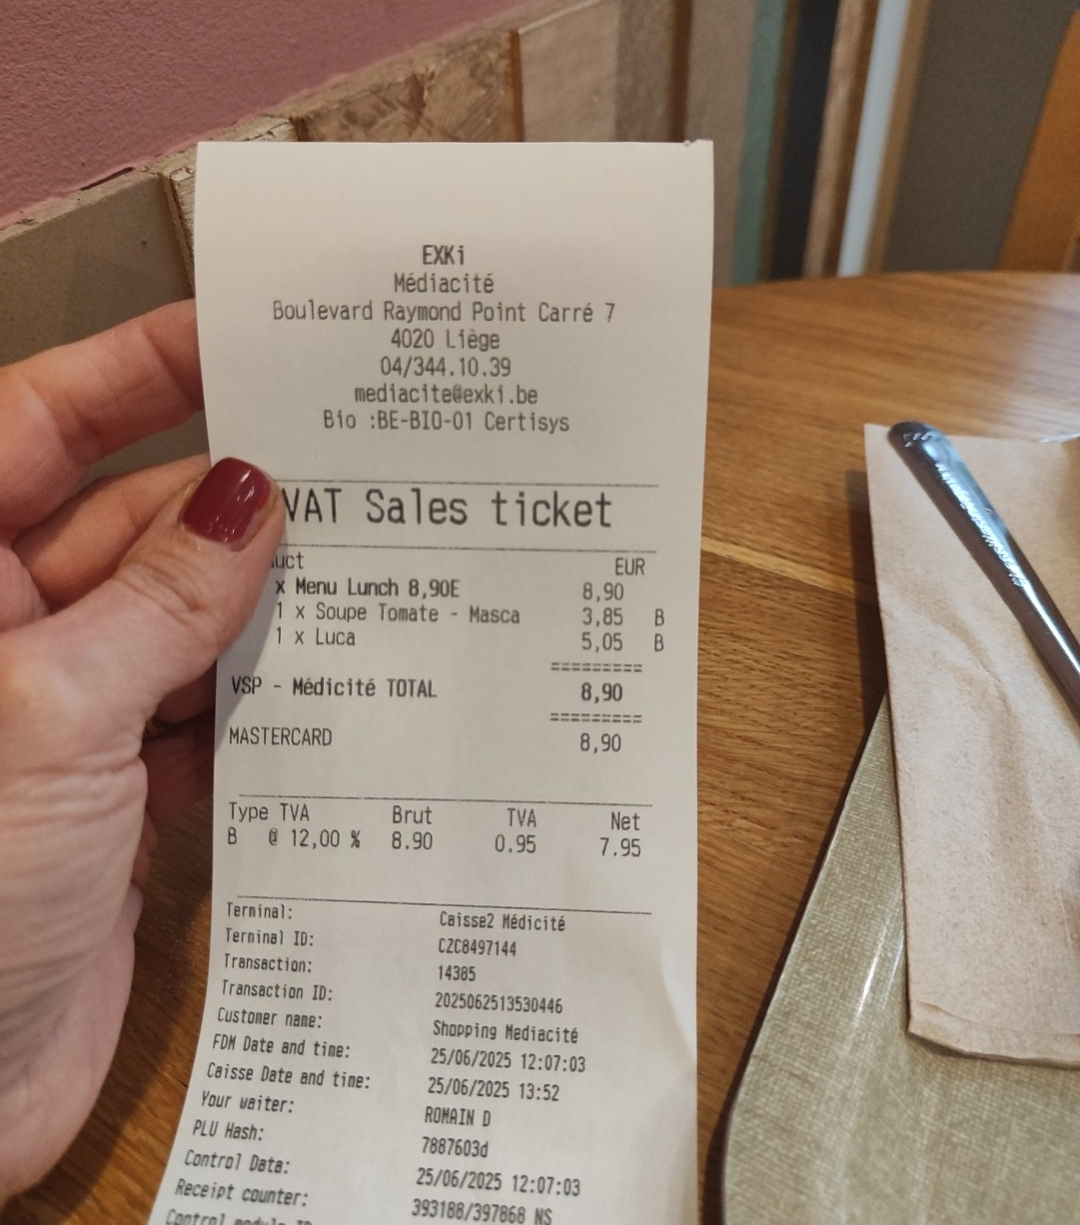 EXKi
Médiacité
Boulevard Raymond Point Carré 7
4020 Liège
04/344.10.39
mediacite@exki.be
Bio :BE-BIO-01 Certisys
VAT Sales ticket
uct EUR
x Menu Lunch 8,90E 8,90
1 x Soupe Tomate - Masca 3,85 B
1 x Luca 5,05 B
=========
VSP - Médicité TOTAL 8,90
=========
MASTERCARD 8,90
Type TVA Brut TVA Net
B @ 12,00 % 8.90 0.95 7.95
Terminal: Caisse2 Médicité
Terminal ID: CZC8497144
Transaction: 14385
Transaction ID: 2025062513530446
Customer name: Shopping Mediacité
FDM Date and time: 25/06/2025 12:07:03
Caisse Date and time: 25/06/2025 13:52
Your waiter: ROMAIN D
PLU Hash: 7887603d
Control Data: 25/06/2025 12:07:03
Receipt counter: 393188/397868 NS
Control module ID